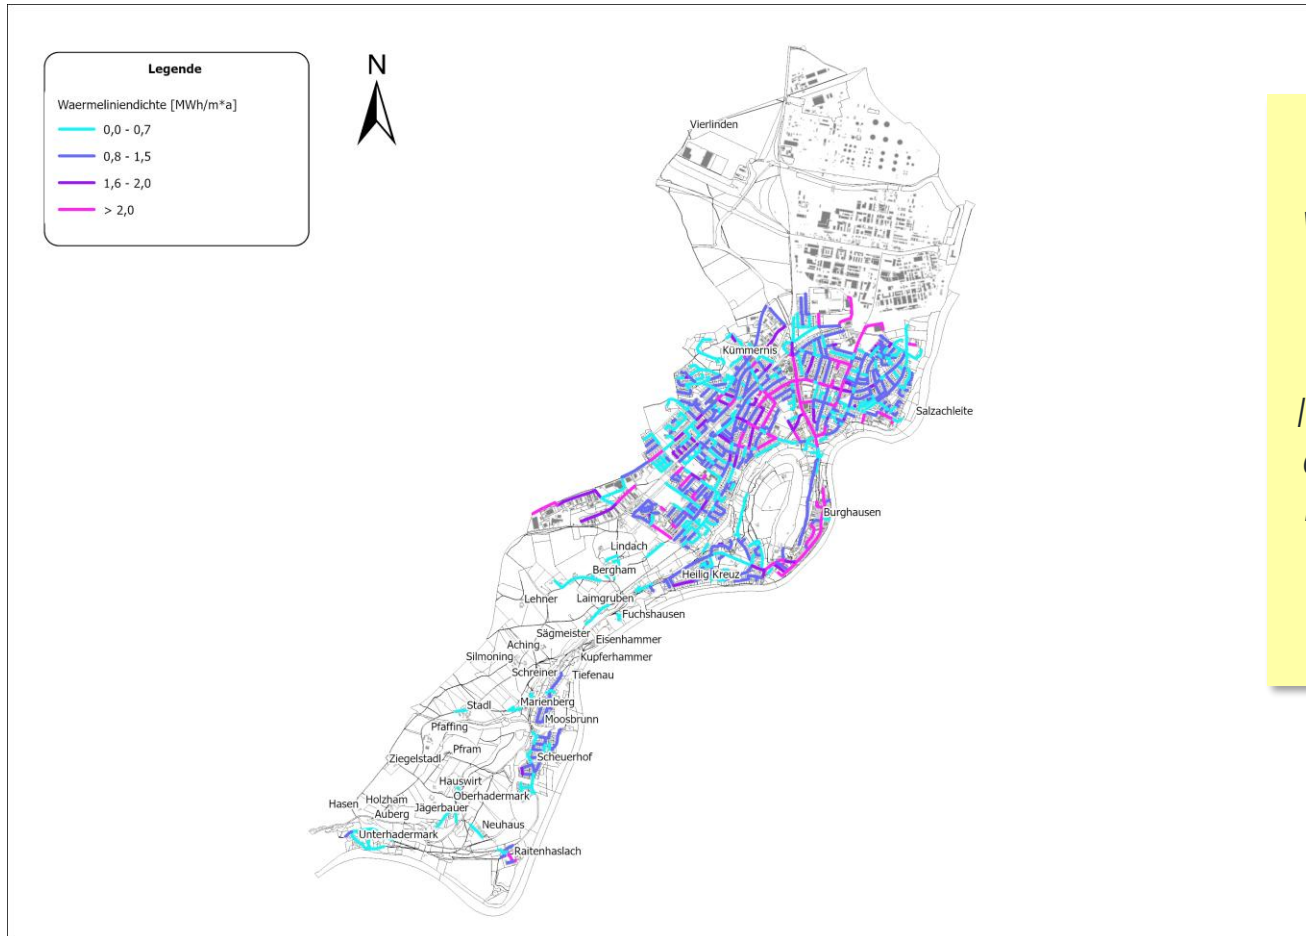 Legende
Waermeliniendichte [MWh/m*a]
0,0 - 0,7
0,8 - 1,5
1,6 - 2,0
> 2,0
N
Vierlinden
Kümmernis
Salzachleite
Burghausen
Lindach
Bergham
Heilig Kreuz
Lehner
Laimgruben
Fuchshausen
Sägmeister
Eisenhammer
Aching
Silmoning
Kupferhammer
Schreiner
Tiefenau
Marienberg
Stadl
Moosbrunn
Pfaffing
Pfram
Scheuerhof
Ziegelstadl
Hauswirt
Oberhadermark
Holzham
Hasen
Jägerbauer
Auberg
Neuhaus
Unterhadermark
Raitenhaslach